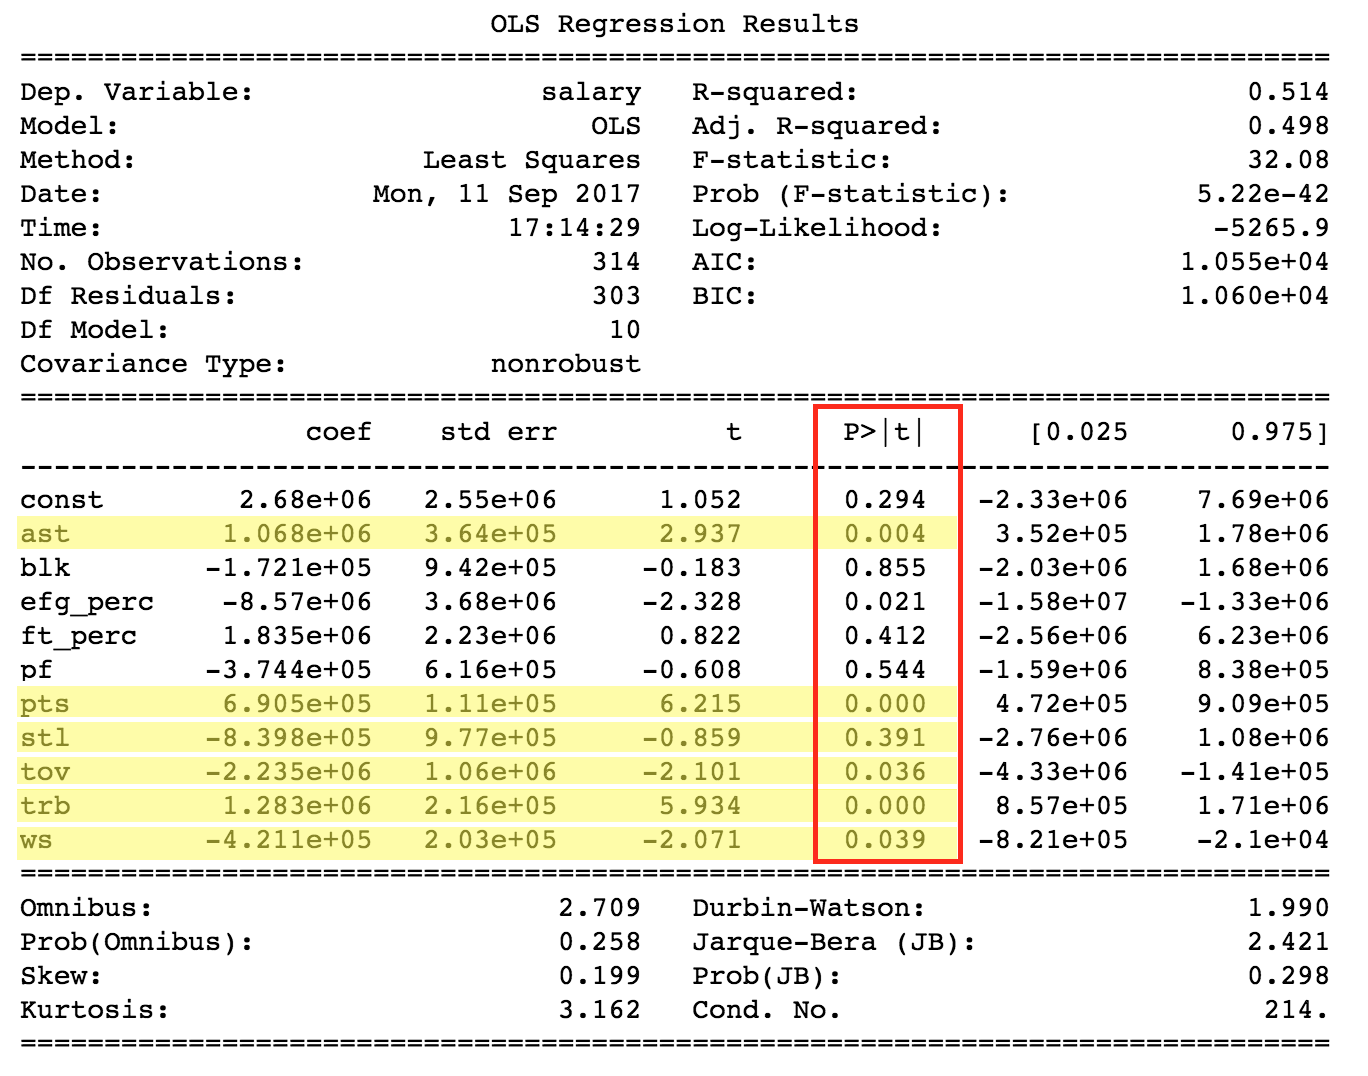 OLS Regression Results
==============================================================================
Dep. Variable: salary R-squared: 0.514
Model: OLS Adj. R-squared: 0.498
Method: Least Squares F-statistic: 32.08
Date: Mon, 11 Sep 2017 Prob (F-statistic): 5.22e-42
Time: 17:14:29 Log-Likelihood: -5265.9
No. Observations: 314 AIC: 1.055e+04
Df Residuals: 303 BIC: 1.060e+04
Df Model: 10
Covariance Type: nonrobust
==============================================================================
coef std err t P>|t| [0.025 0.975]
------------------------------------------------------------------------------
const 2.68e+06 2.55e+06 1.052 0.294 -2.33e+06 7.69e+06
ast 1.068e+06 3.64e+05 2.937 0.004 3.52e+05 1.78e+06
blk -1.721e+05 9.42e+05 -0.183 0.855 -2.03e+06 1.68e+06
efg_perc -8.57e+06 3.68e+06 -2.328 0.021 -1.58e+07 -1.33e+06
ft_perc 1.835e+06 2.23e+06 0.822 0.412 -2.56e+06 6.23e+06
pf -3.744e+05 6.16e+05 -0.608 0.544 -1.59e+06 8.38e+05
pts 6.905e+05 1.11e+05 6.215 0.000 4.72e+05 9.09e+05
stl -8.398e+05 9.77e+05 -0.859 0.391 -2.76e+06 1.08e+06
tov -2.235e+06 1.06e+06 -2.101 0.036 -4.33e+06 -1.41e+05
trb 1.283e+06 2.16e+05 5.934 0.000 8.57e+05 1.71e+06
ws -4.211e+05 2.03e+05 -2.071 0.039 -8.21e+05 -2.1e+04
==============================================================================
Omnibus: 2.709 Durbin-Watson: 1.990
Prob(Omnibus): 0.258 Jarque-Bera (JB): 2.421
Skew: 0.199 Prob(JB): 0.298
Kurtosis: 3.162 Cond. No. 214.
==============================================================================